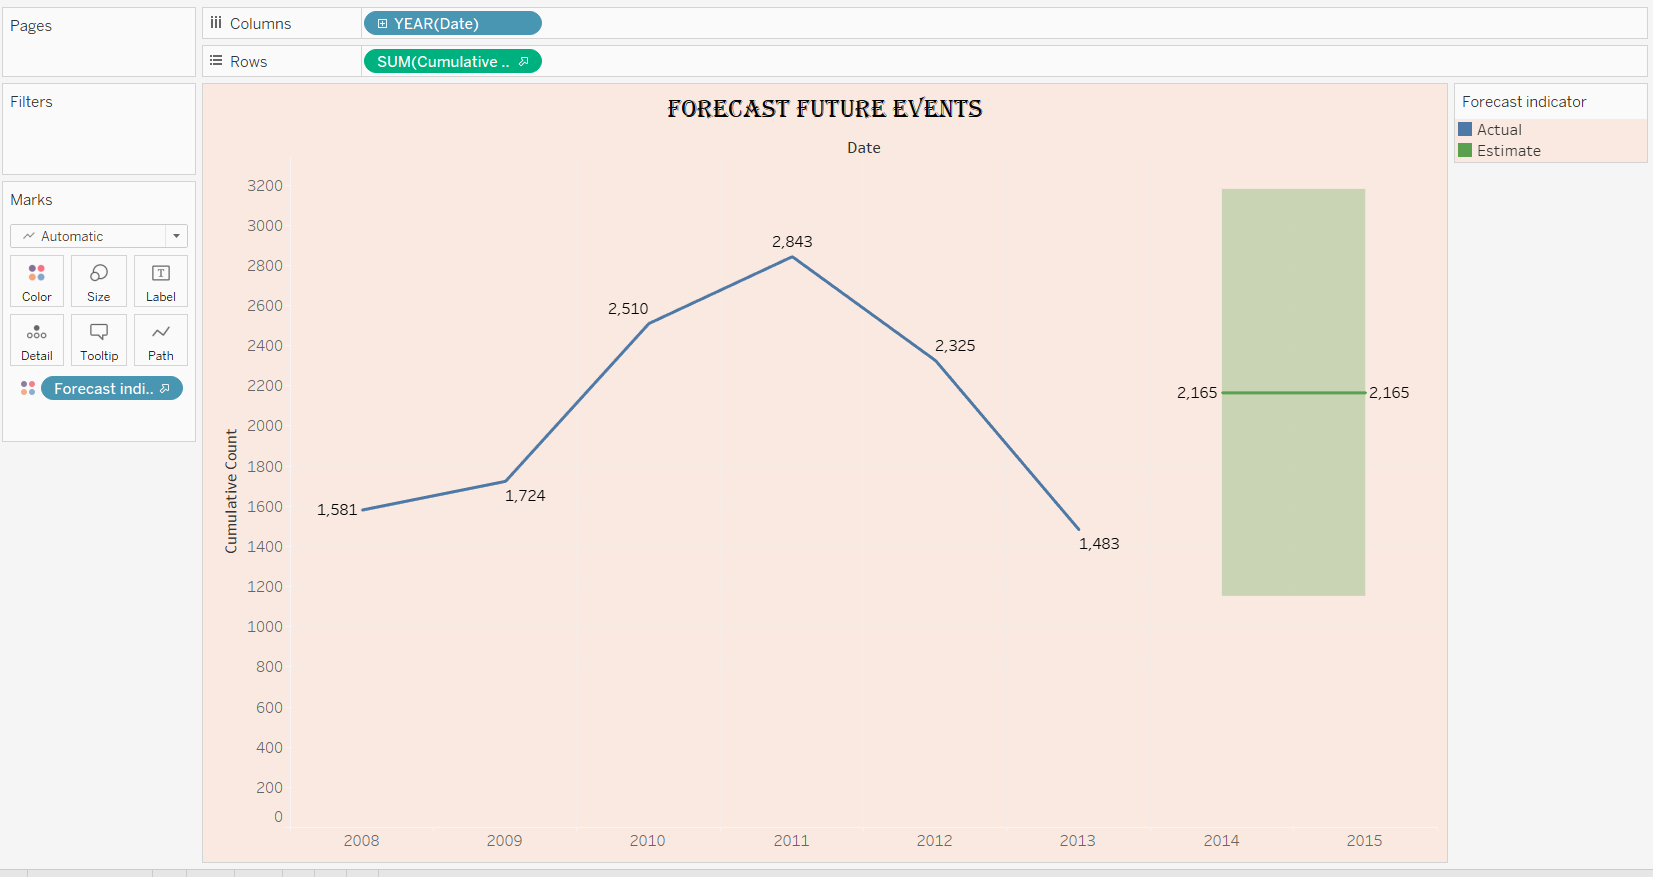 Pages
Columns
YEAR(Date)
Rows
SUM(Cumulative ..
Filters
Marks
Automatic
Color
Size
Label
Detail
Tooltip
Path
Forecast indi..
FORECAST FUTURE EVENTS
Date
Cumulative Count
3200
3000
2800
2600
2400
2200
2000
1800
1600
1400
1200
1000
800
600
400
200
0
1,581
1,724
2,510
2,843
2,325
1,483
2,165
2,165
2008
2009
2010
2011
2012
2013
2014
2015
Forecast indicator
Actual
Estimate